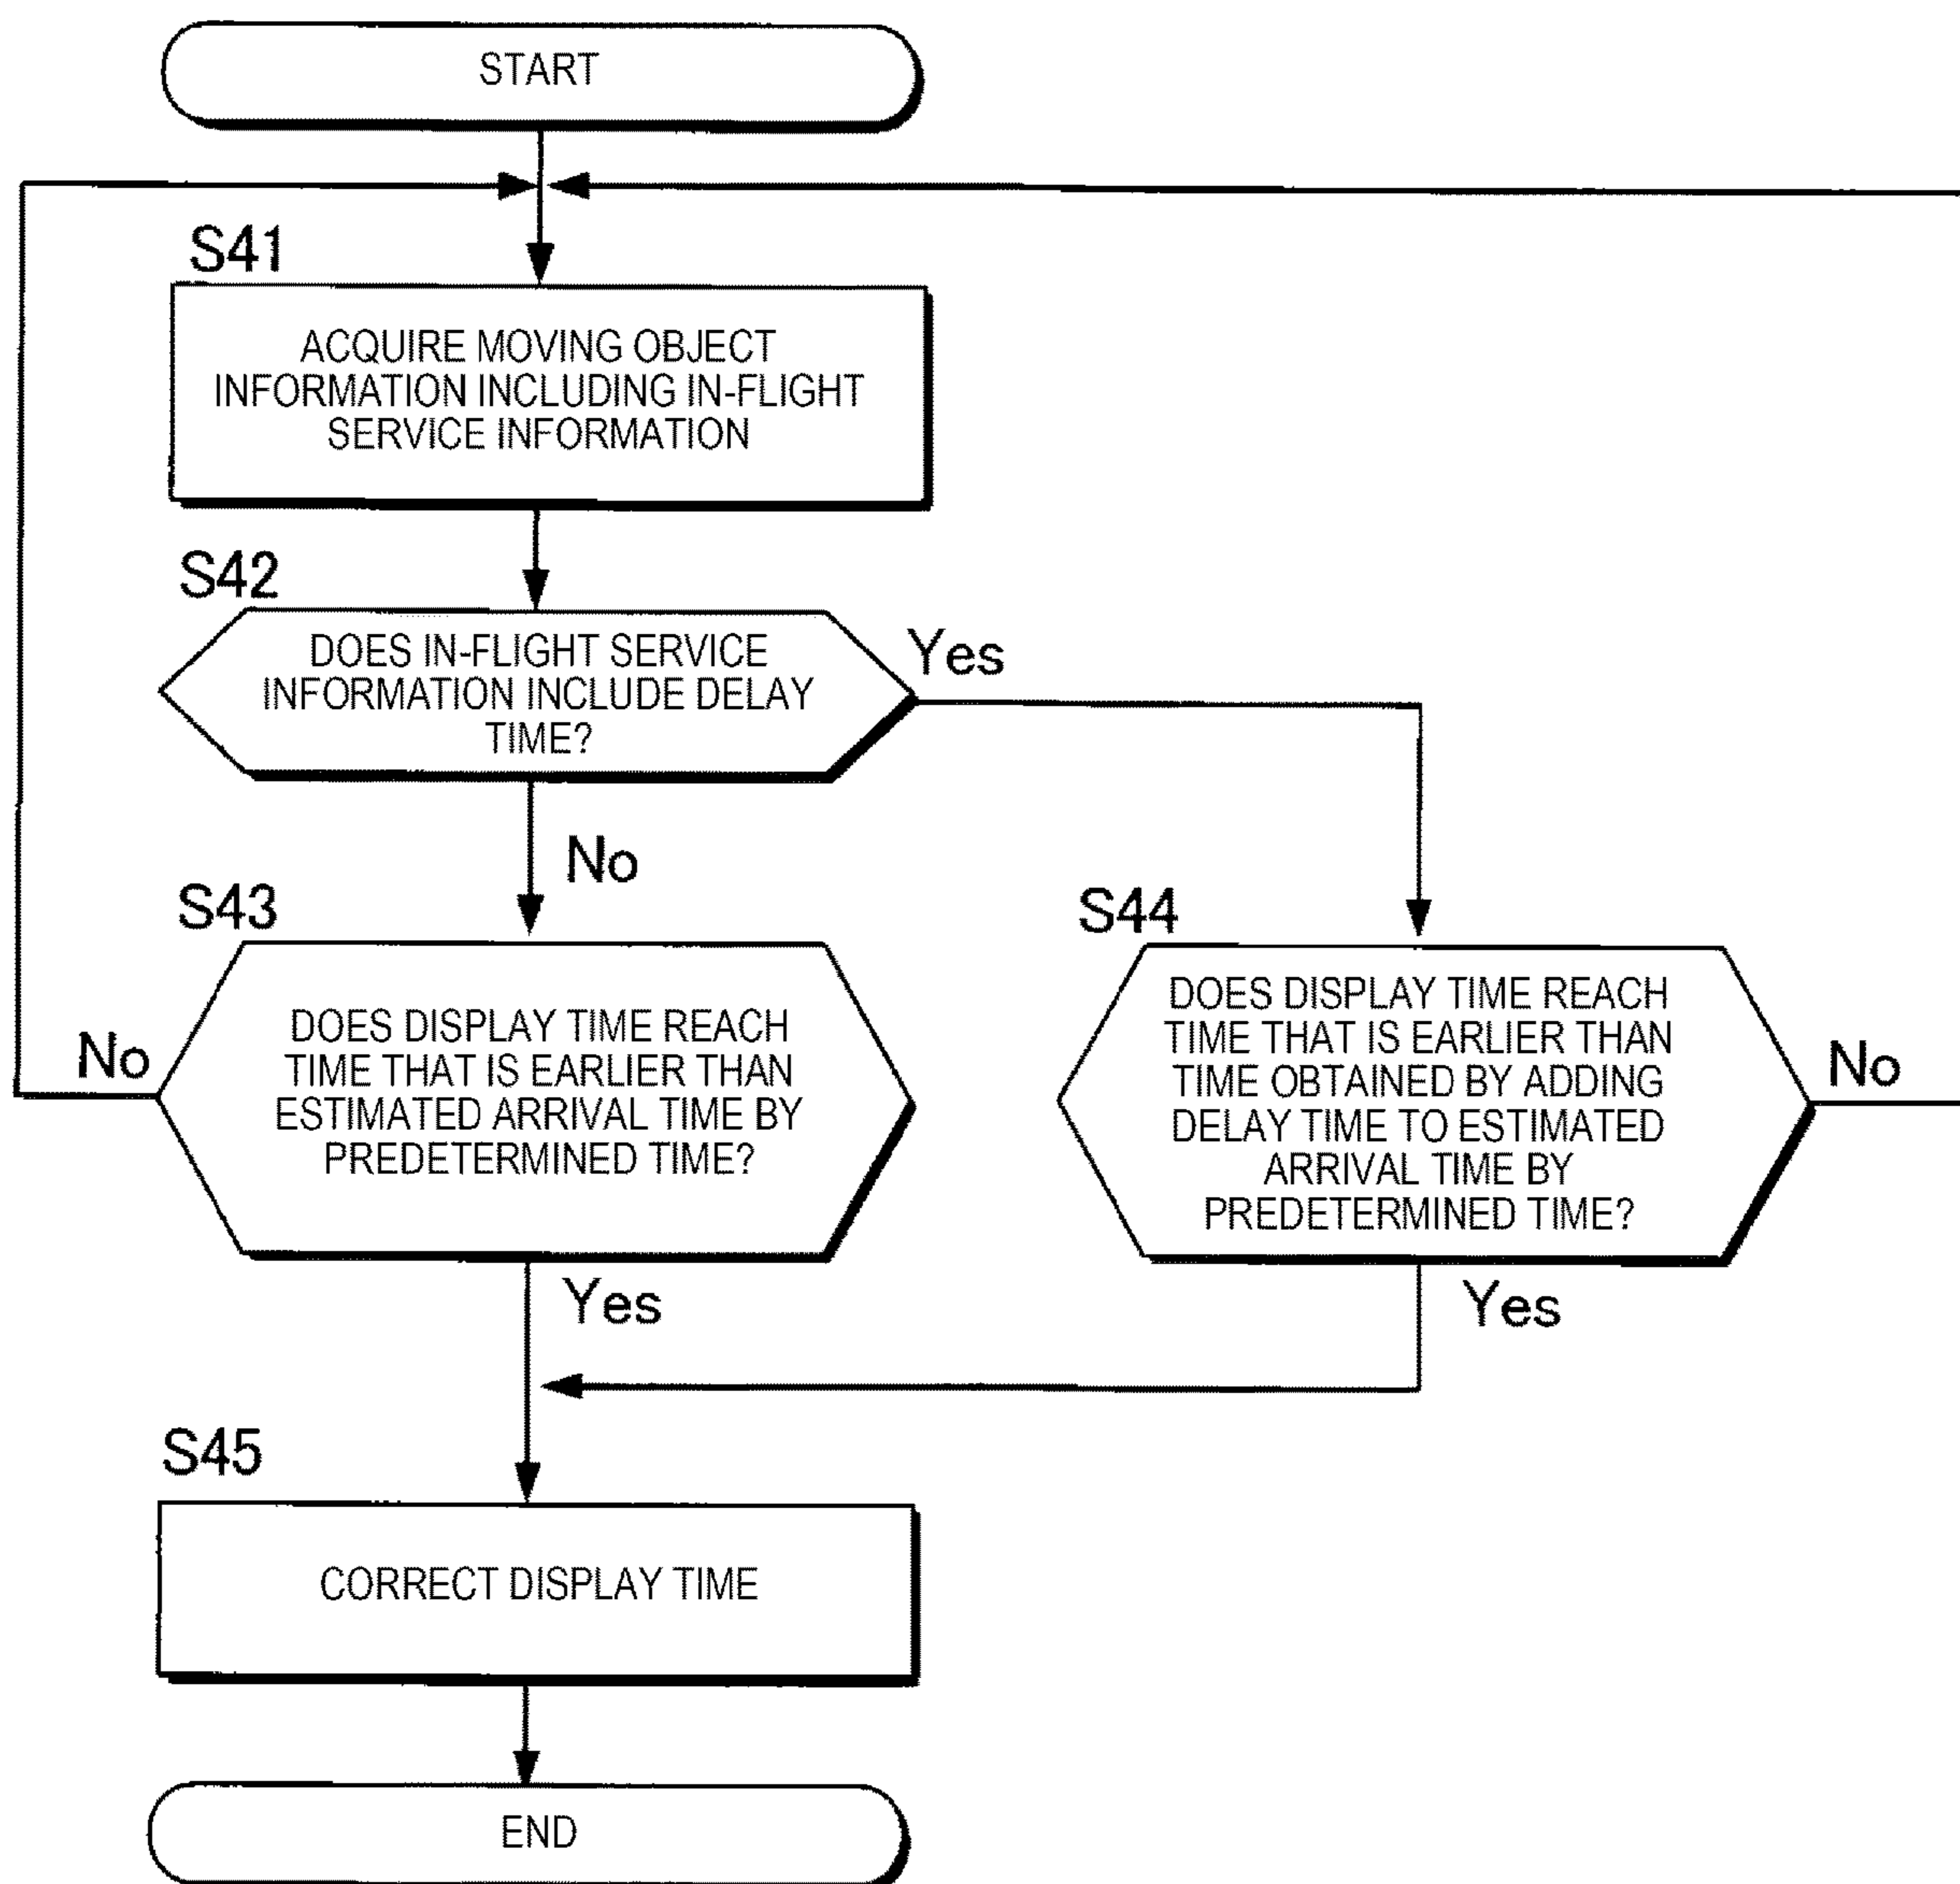 START
S41
ACQUIRE MOVING OBJECT
INFORMATION INCLUDING IN-FLIGHT
SERVICE INFORMATION
S42
DOES IN-FLIGHT SERVICE
INFORMATION INCLUDE DELAY
TIME?
Yes
No
S43
DOES DISPLAY TIME REACH
TIME THAT IS EARLIER THAN
ESTIMATED ARRIVAL TIME BY
PREDETERMINED TIME?
No
Yes
S44
DOES DISPLAY TIME REACH
TIME THAT IS EARLIER THAN
TIME OBTAINED BY ADDING
DELAY TIME TO ESTIMATED
ARRIVAL TIME BY
PREDETERMINED TIME?
No
Yes
S45
CORRECT DISPLAY TIME
END